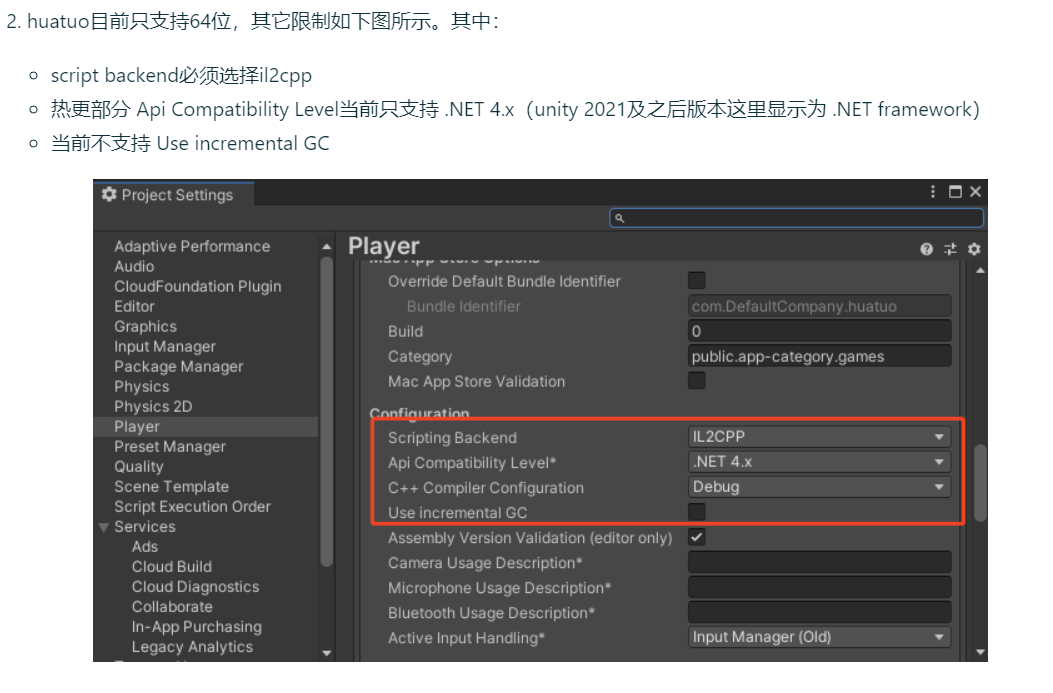 2. huatuo目前只支持64位，其它限制如下图所示。其中：
script backend必须选择il2cpp
热更部分 Api Compatibility Level当前只支持 .NET 4.x（unity 2021及之后版本这里显示为 .NET framework）
当前不支持 Use incremental GC
Project Settings
Adaptive Performance
Audio
CloudFoundation Plugin
Editor
Graphics
Input Manager
Package Manager
Physics
Physics 2D
Player
Preset Manager
Quality
Scene Template
Script Execution Order
Services
Ads
Cloud Build
Cloud Diagnostics
Collaborate
In-App Purchasing
Legacy Analytics
Player
Mac App Store Options
Override Default Bundle Identifier
Bundle Identifier com.DefaultCompany.huatuo
Build 0
Category public.app-category.games
Mac App Store Validation
Configuration
Scripting Backend IL2CPP
Api Compatibility Level* .NET 4.x
C++ Compiler Configuration Debug
Use incremental GC
Assembly Version Validation (editor only)
Camera Usage Description*
Microphone Usage Description*
Bluetooth Usage Description*
Active Input Handling* Input Manager (Old)